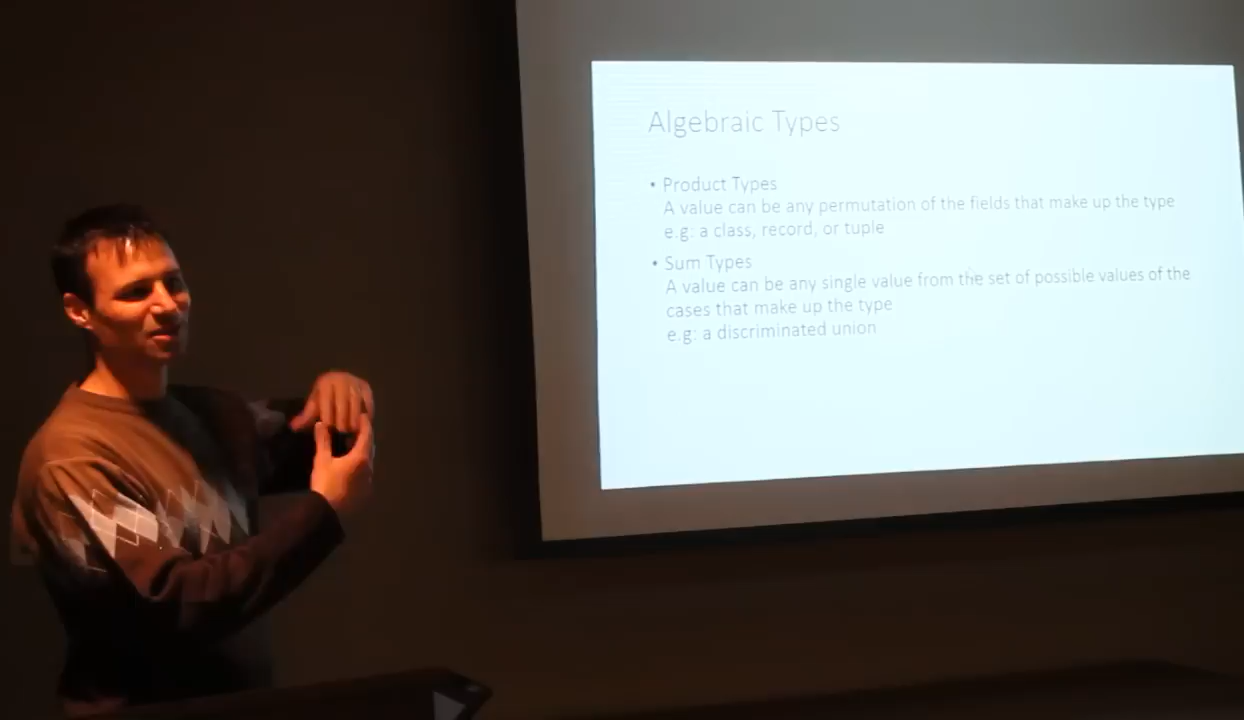 Algebraic Types
• Product Types
A value can be any permutation of the fields that make up the type
e.g: a class, record, or tuple
• Sum Types
A value can be any single value from the set of possible values of the
cases that make up the type
e.g: a discriminated union